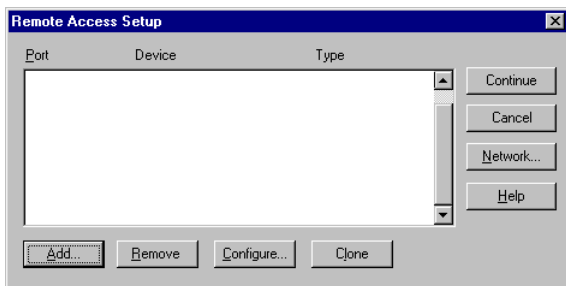 Remote Access Setup
Port Device Type
Continue
Cancel
Network...
Help
Add... Remove Configure... Clone